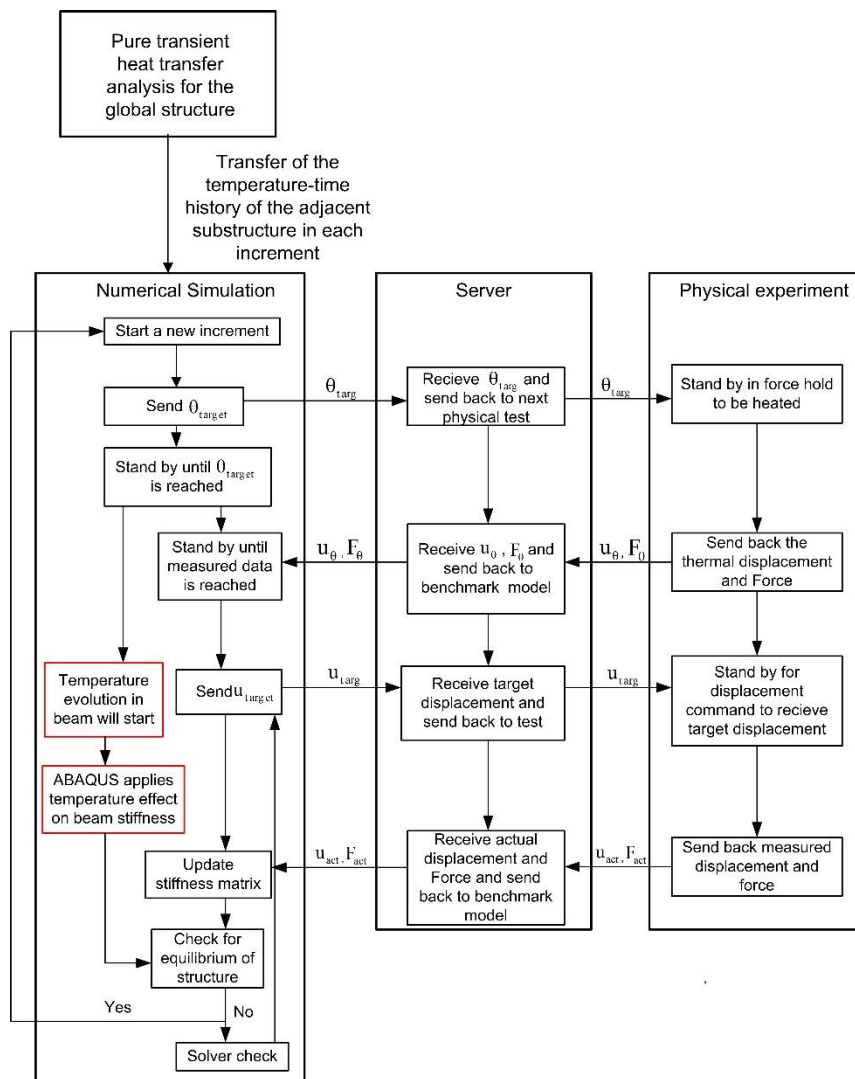 Pure transient
heat transfer
analysis for the
global structure
Transfer of the
temperature-time
history of the adjacent
substructure in each
increment
Numerical Simulation
Start a new increment
Send θtarget
Stand by until θtarget
is reached
Stand by until
measured data
is reached
Temperature
evolution in
beam will start
Send utarget
ABAQUS applies
temperature effect
on beam stiffness
Update
stiffness matrix
Check for
equilibrium of
structure
Yes
No
Solver check
θtarg
uθ, Fθ
utarg
uact, Fact
Server
Recieve θtarg and
send back to next
physical test
Receive uθ, Fθ and
send back to
benchmark model
Receive target
displacement and
send back to test
Receive actual
displacement and
Force and send
back to benchmark
model
θtarg
uθ, Fθ
utarg
uact, Fact
Physical experiment
Stand by in force hold
to be heated
Send back the
thermal displacement
and Force
Stand by for
displacement
command to recieve
target displacement
Send back measured
displacement and
force